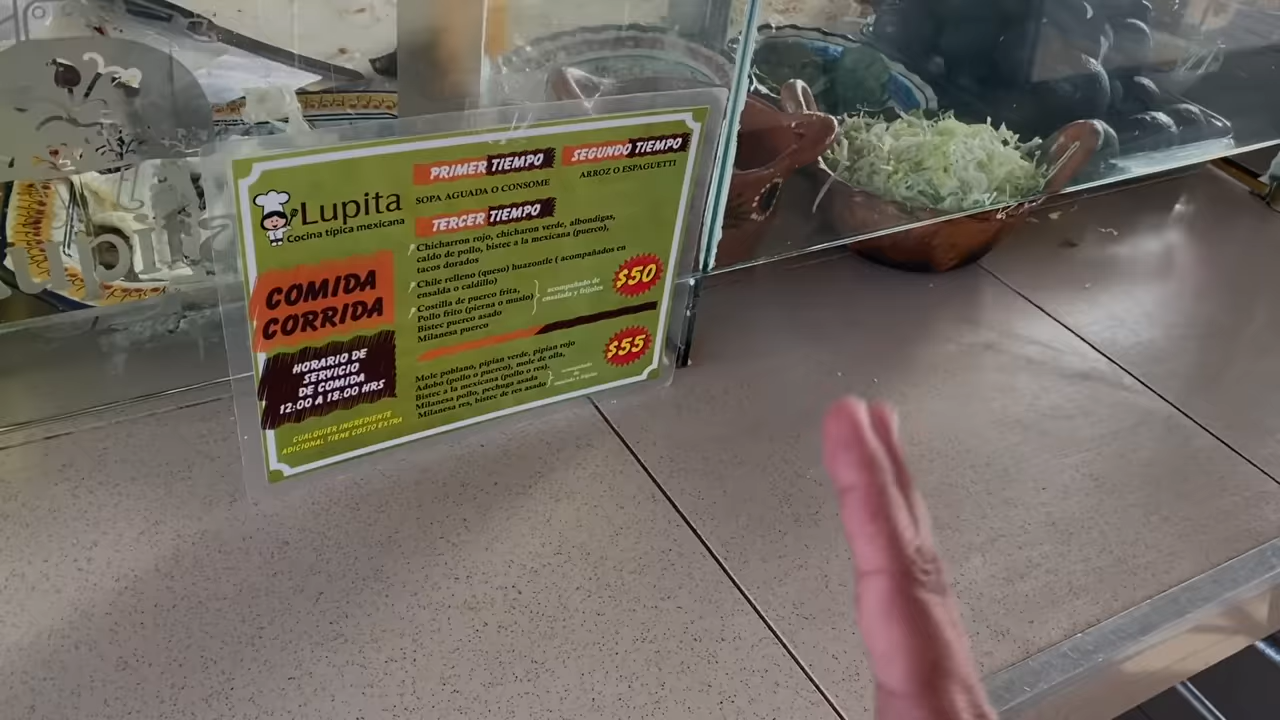 Lupita
Cocina típica mexicana
COMIDA
CORRIDA
HORARIO DE
SERVICIO
DE COMIDA
12:00 A 18:00 HRS
CUALQUIER INGREDIENTE
ADICIONAL TIENE COSTO EXTRA
PRIMER TIEMPO
SOPA AGUADA O CONSOME
SEGUNDO TIEMPO
ARROZ O ESPAGUETTI
TERCER TIEMPO
Chicharron rojo, chicharon verde, albondigas,
caldo de pollo, bistec a la mexicana (puerco),
tacos dorados
Chile relleno (queso) huazontle ( acompañados en
ensalda o caldillo)
Costilla de puerco frita,
Pollo frito (pierna o muslo)
Bistec puerco asado
Milanesa puerco
acompañado de
ensalada y frijoles
$50
Mole poblano, pipian verde, pipian rojo
Adobo (pollo o puerco), mole de olla,
Bistec a la mexicana (pollo o res),
Milanesa pollo, pechuga asada
Milanesa res, bistec de res asado
acompañado
de
ensalada y frijoles
$55
upita